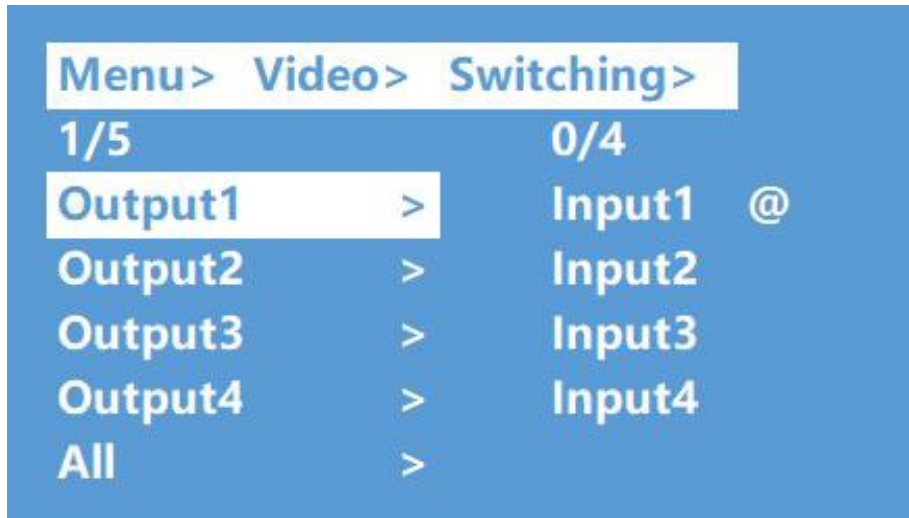 Menu> Video> Switching>
1/5 0/4
Output1 > Input1 @
Output2 > Input2
Output3 > Input3
Output4 > Input4
All >